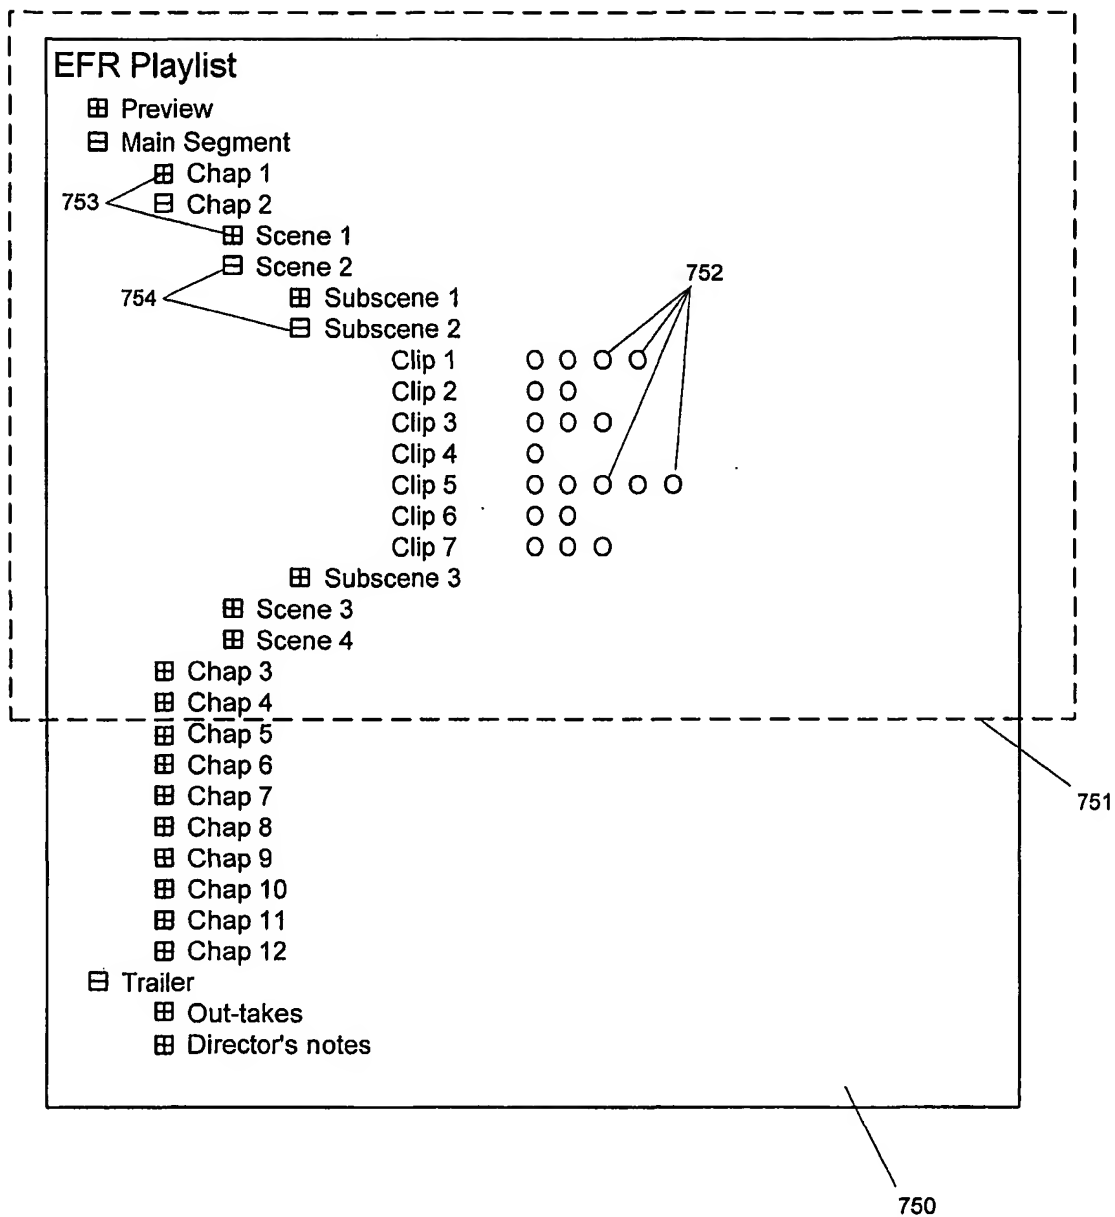 EFR Playlist
Preview
Main Segment
Chap 1
753
Chap 2
Scene 1
Scene 2
752
754
Subscene 1
Subscene 2
Clip 1 O O O O
Clip 2 O O
Clip 3 O O O
Clip 4 O
Clip 5 O O O O O
Clip 6 O O
Clip 7 O O O
Subscene 3
Scene 3
Scene 4
Chap 3
Chap 4
Chap 5
Chap 6
Chap 7
751
Chap 8
Chap 9
Chap 10
Chap 11
Chap 12
Trailer
Out-takes
Director's notes
750